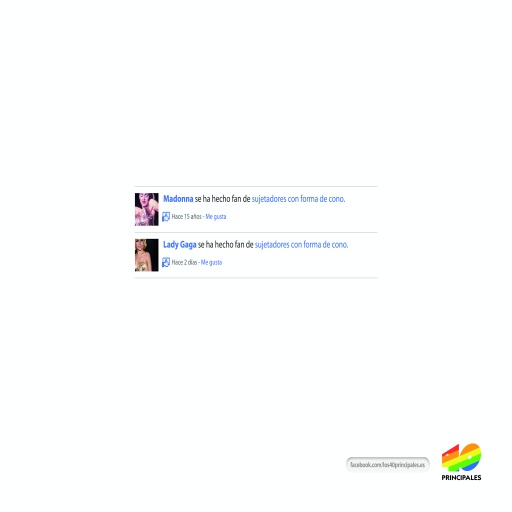 Madonna se ha hecho fan de sujetadores con forma de cono.
Hace 15 años - Me gusta
Lady Gaga se ha hecho fan de sujetadores con forma de cono.
Hace 2 días - Me gusta
facebook.com/los40principales.es
40
PRINCIPALES